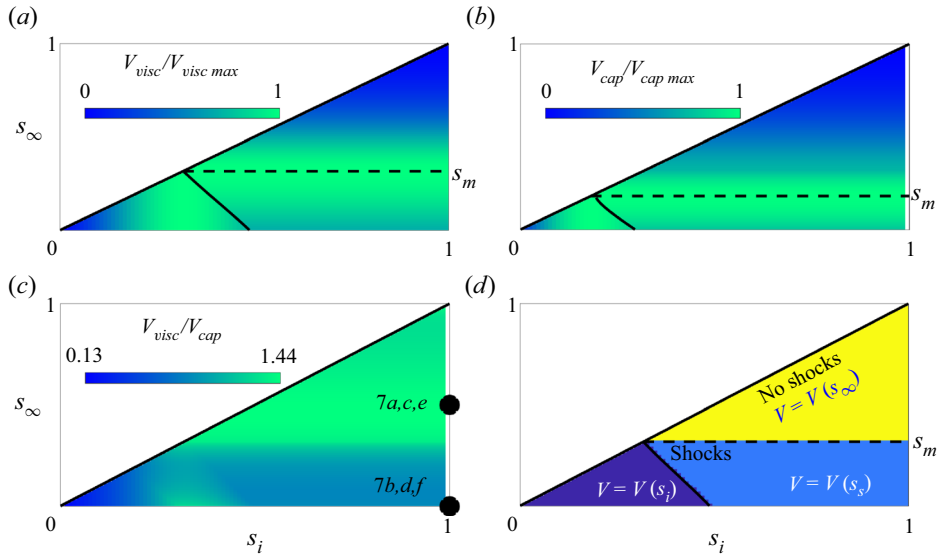 (a)
1
V_visc/V_visc max
0 1
s_∞
s_m
0
1
(b)
1
V_cap/V_cap max
0 1
s_m
0
1
(c)
1
V_visc/V_cap
0.13 1.44
s_∞
7a,c,e
7b,d,f
0
1
s_i
(d)
1
No shocks
V = V (s_∞)
s_m
Shocks
V = V (s_i)
V = V (s_s)
0
1
s_i